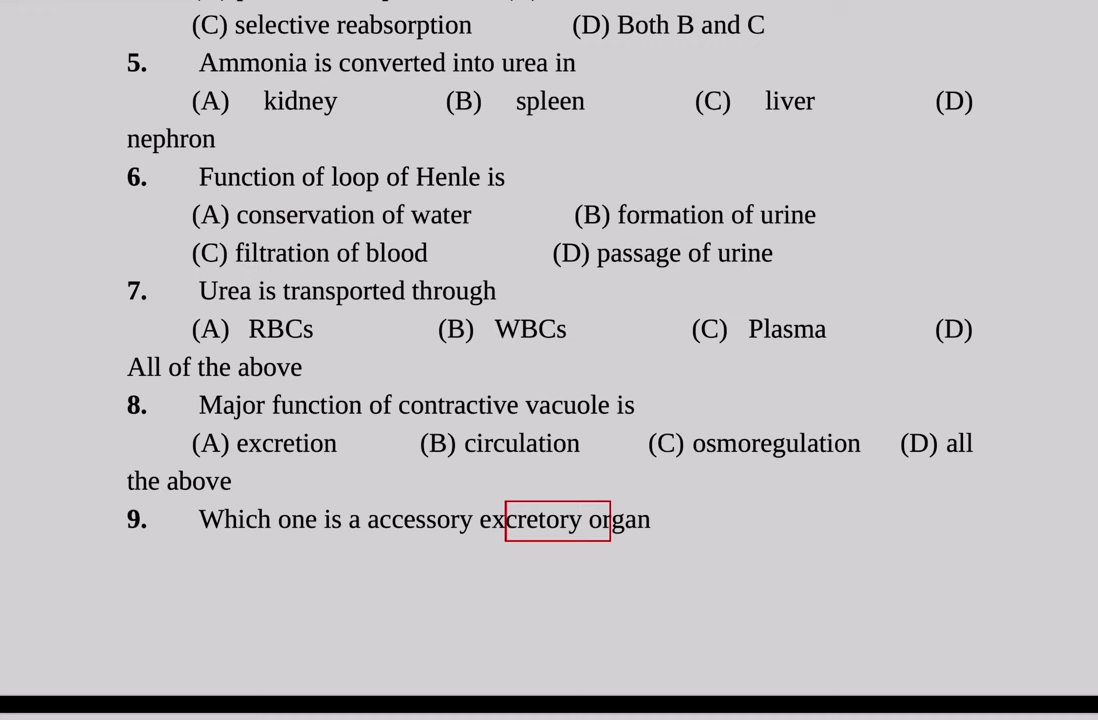 (C) selective reabsorption (D) Both B and C
5. Ammonia is converted into urea in
(A) kidney (B) spleen (C) liver (D)
nephron
6. Function of loop of Henle is
(A) conservation of water (B) formation of urine
(C) filtration of blood (D) passage of urine
7. Urea is transported through
(A) RBCs (B) WBCs (C) Plasma (D)
All of the above
8. Major function of contractive vacuole is
(A) excretion (B) circulation (C) osmoregulation (D) all
the above
9. Which one is a accessory excretory organ